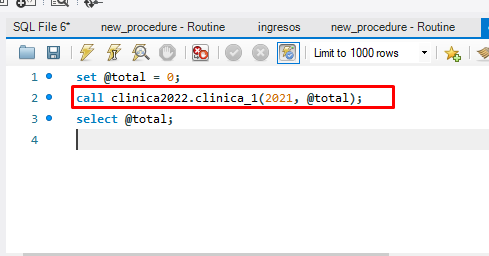 SQL File 6* new_procedure - Routine ingresos new_procedure - Routine
Limit to 1000 rows
1 set @total = 0;
2 call clinica2022.clinica_1(2021, @total);
3 select @total;
4